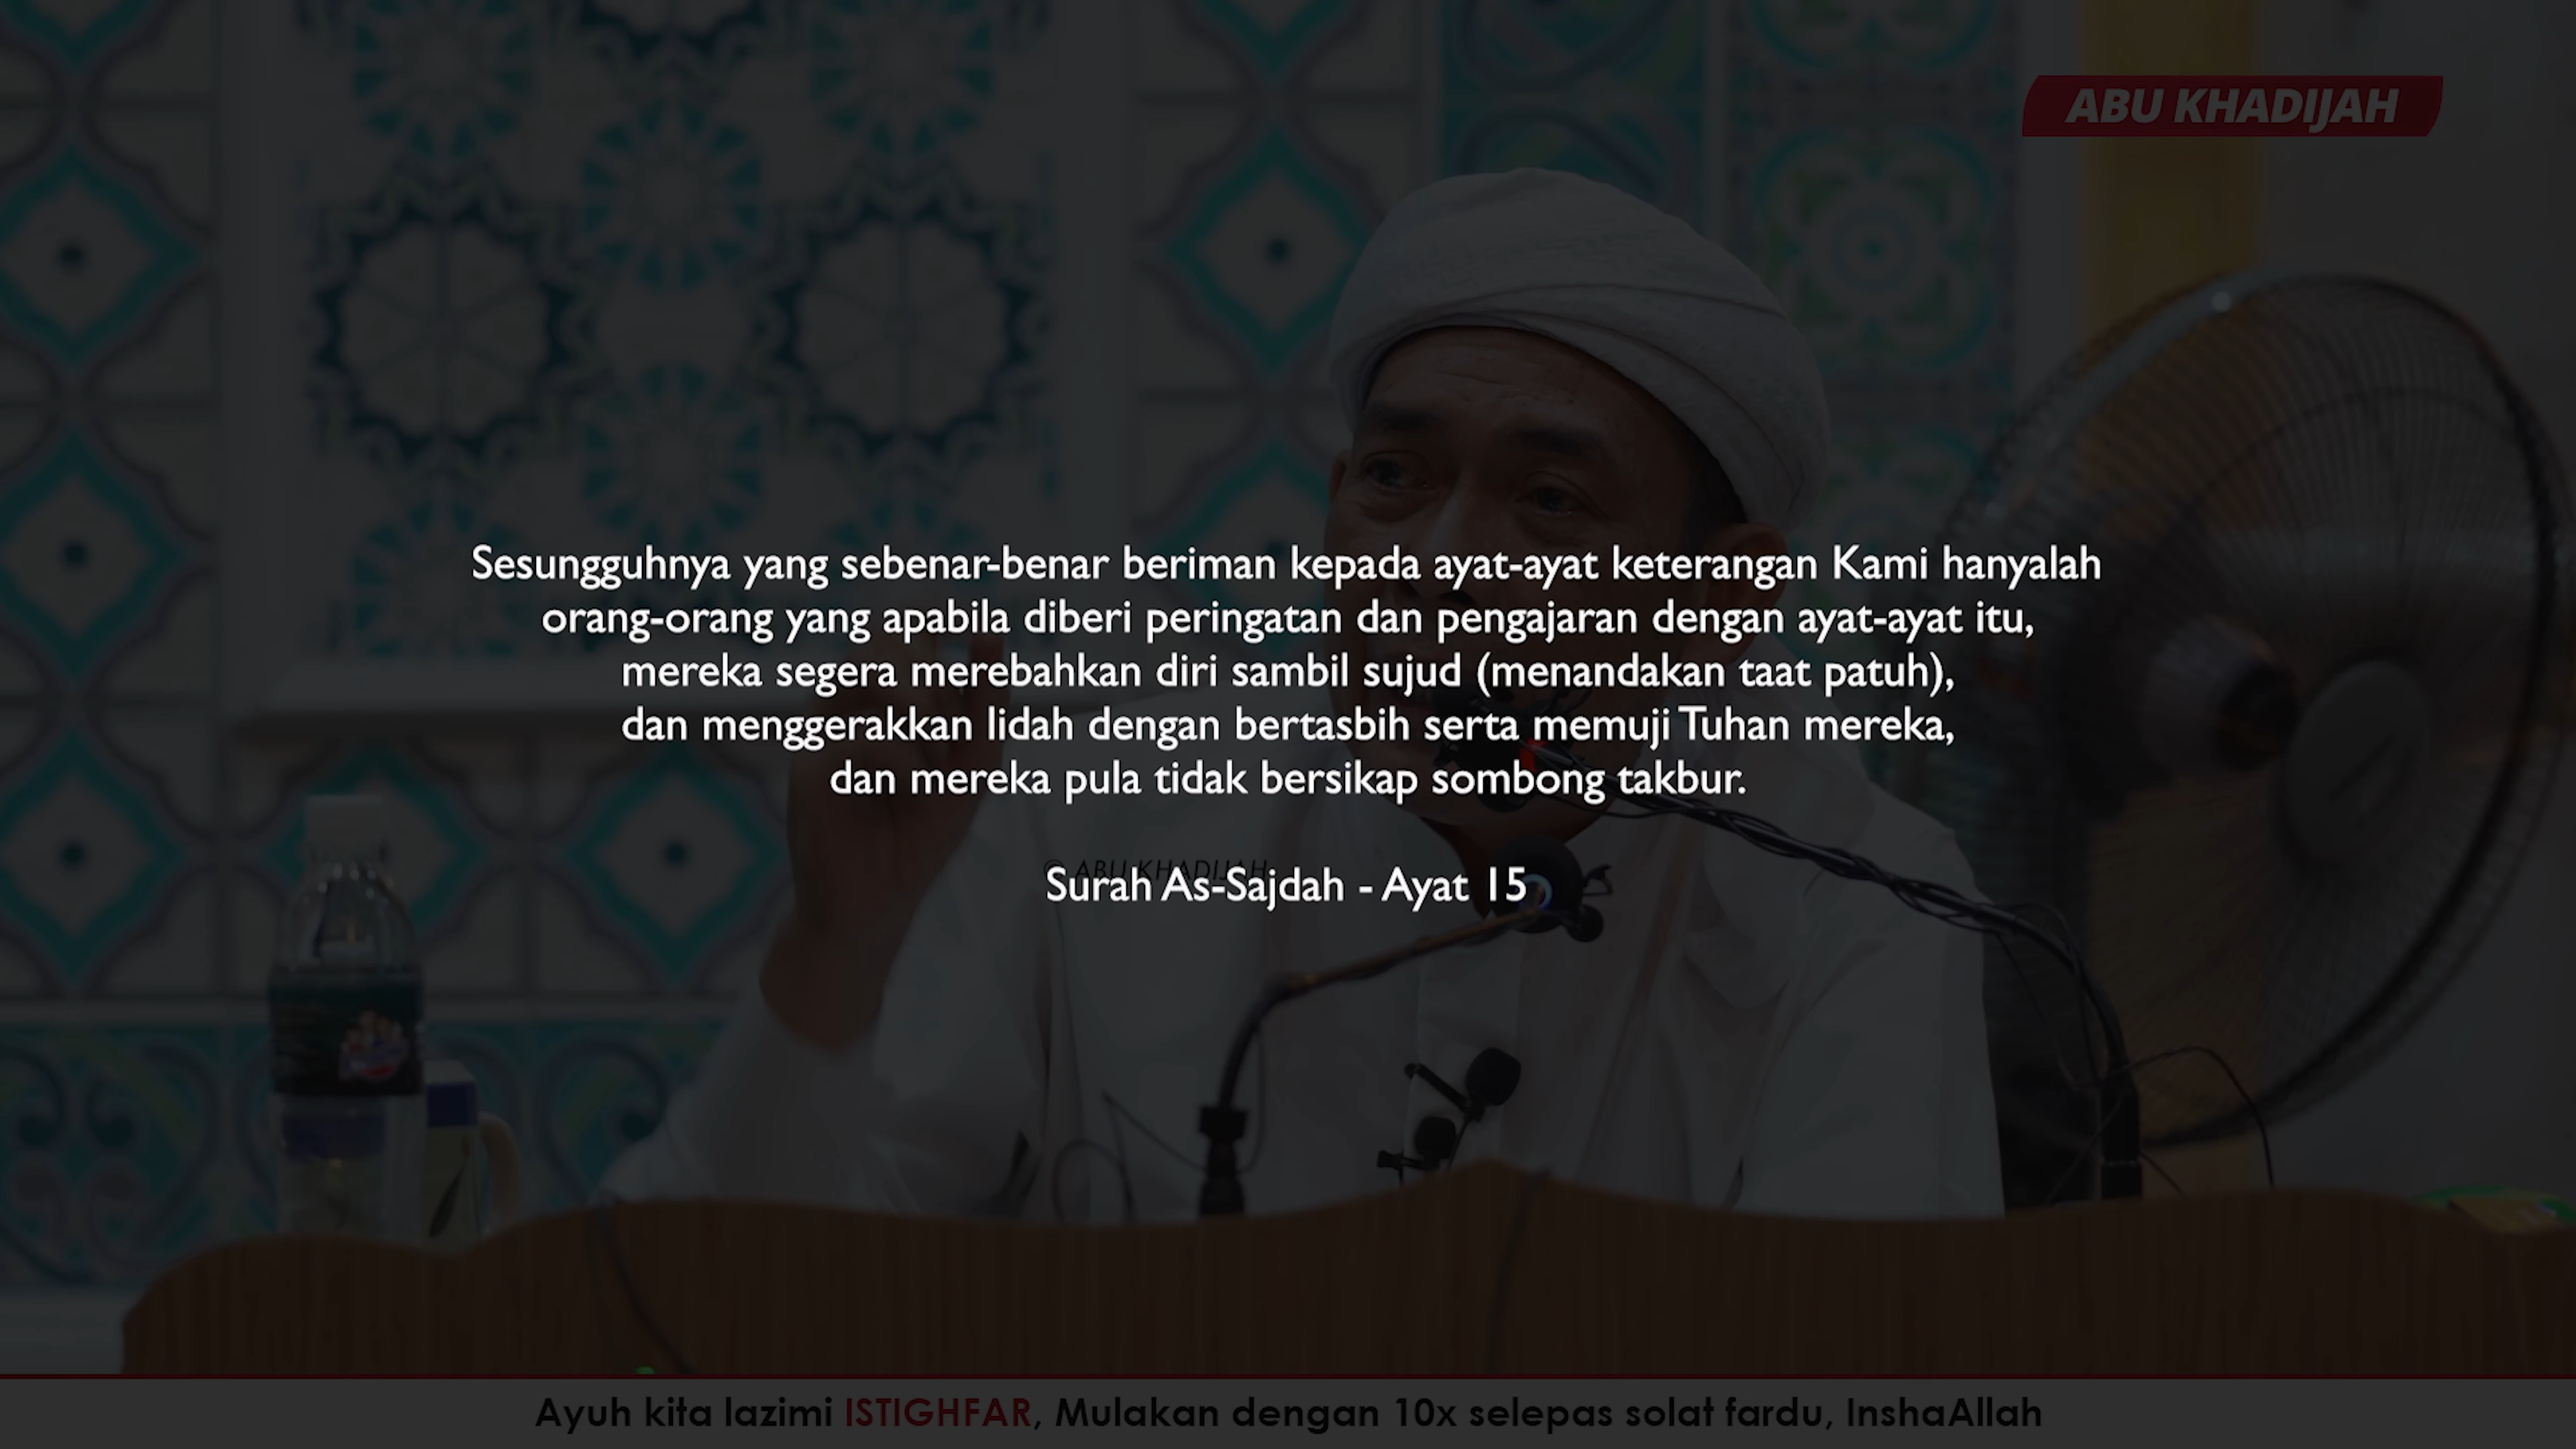 ABU KHADIJAH
Sesungguhnya yang sebenar-benar beriman kepada ayat-ayat keterangan Kami hanyalah
orang-orang yang apabila diberi peringatan dan pengajaran dengan ayat-ayat itu,
mereka segera merebahkan diri sambil sujud (menandakan taat patuh),
dan menggerakkan lidah dengan bertasbih serta memuji Tuhan mereka,
dan mereka pula tidak bersikap sombong takbur.
© ABU KHADIJAH
Surah As-Sajdah - Ayat 15
Ayuh kita lazimi ISTIGHFAR, Mulakan dengan 10x selepas solat fardu, InshaAllah